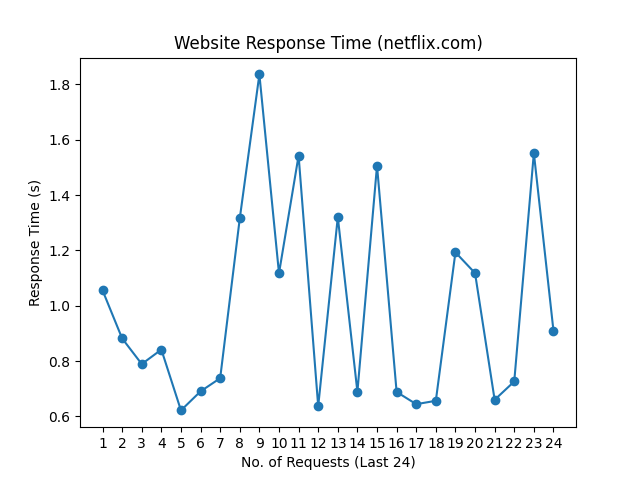 Website Response Time (netflix.com)
Response Time (s)
1.8
1.6
1.4
1.2
1.0
0.8
0.6
1 2 3 4 5 6 7 8 9 10 11 12 13 14 15 16 17 18 19 20 21 22 23 24
No. of Requests (Last 24)